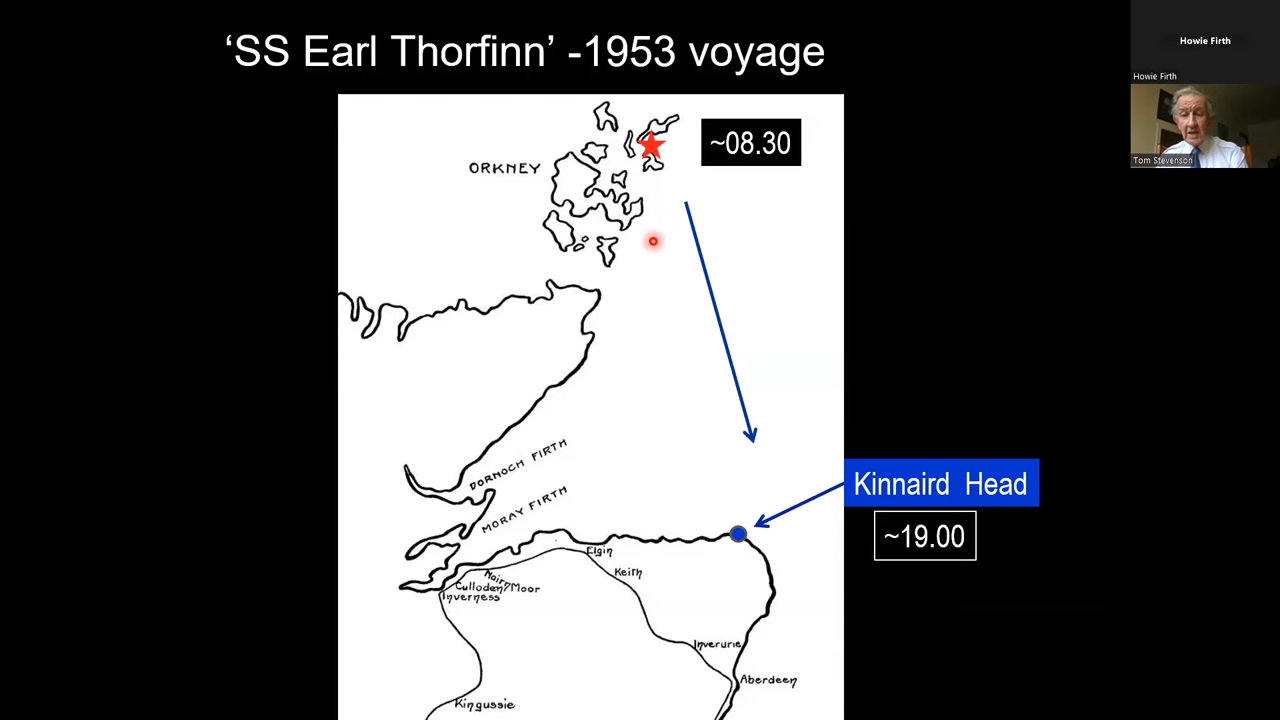 ‘SS Earl Thorfinn’ -1953 voyage
Howie Firth
Howie Firth
Tom Stevenson
~08.30
ORKNEY
DORNOCH FIRTH
MORAY FIRTH
Kinnaird Head
~19.00
Elgin
Keith
Nairn
Culloden Moor
Inverness
Inverurie
Aberdeen
Kingussie